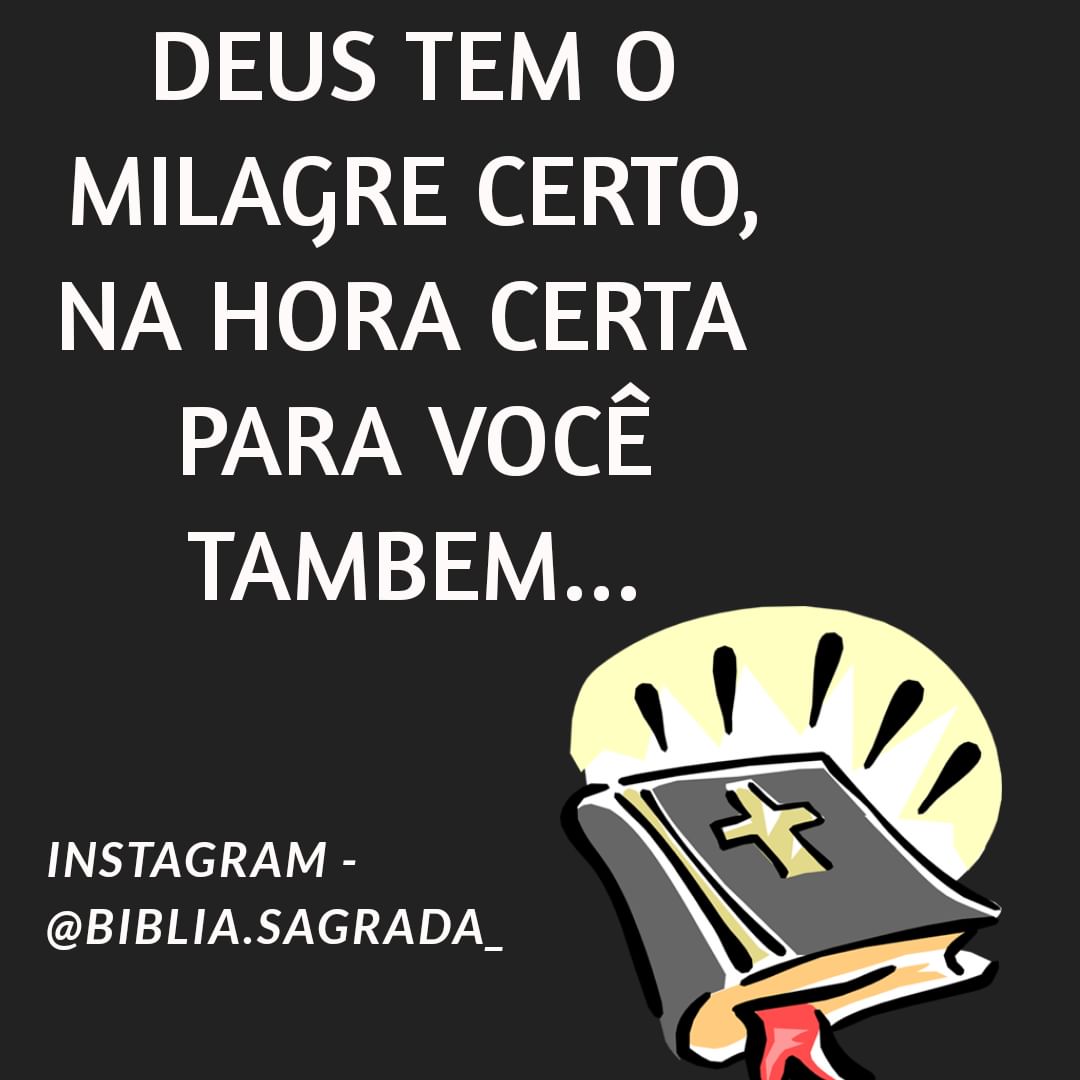 DEUS TEM O
MILAGRE CERTO,
NA HORA CERTA
PARA VOCÊ
TAMBEM...
INSTAGRAM -
@BIBLIA.SAGRADA_